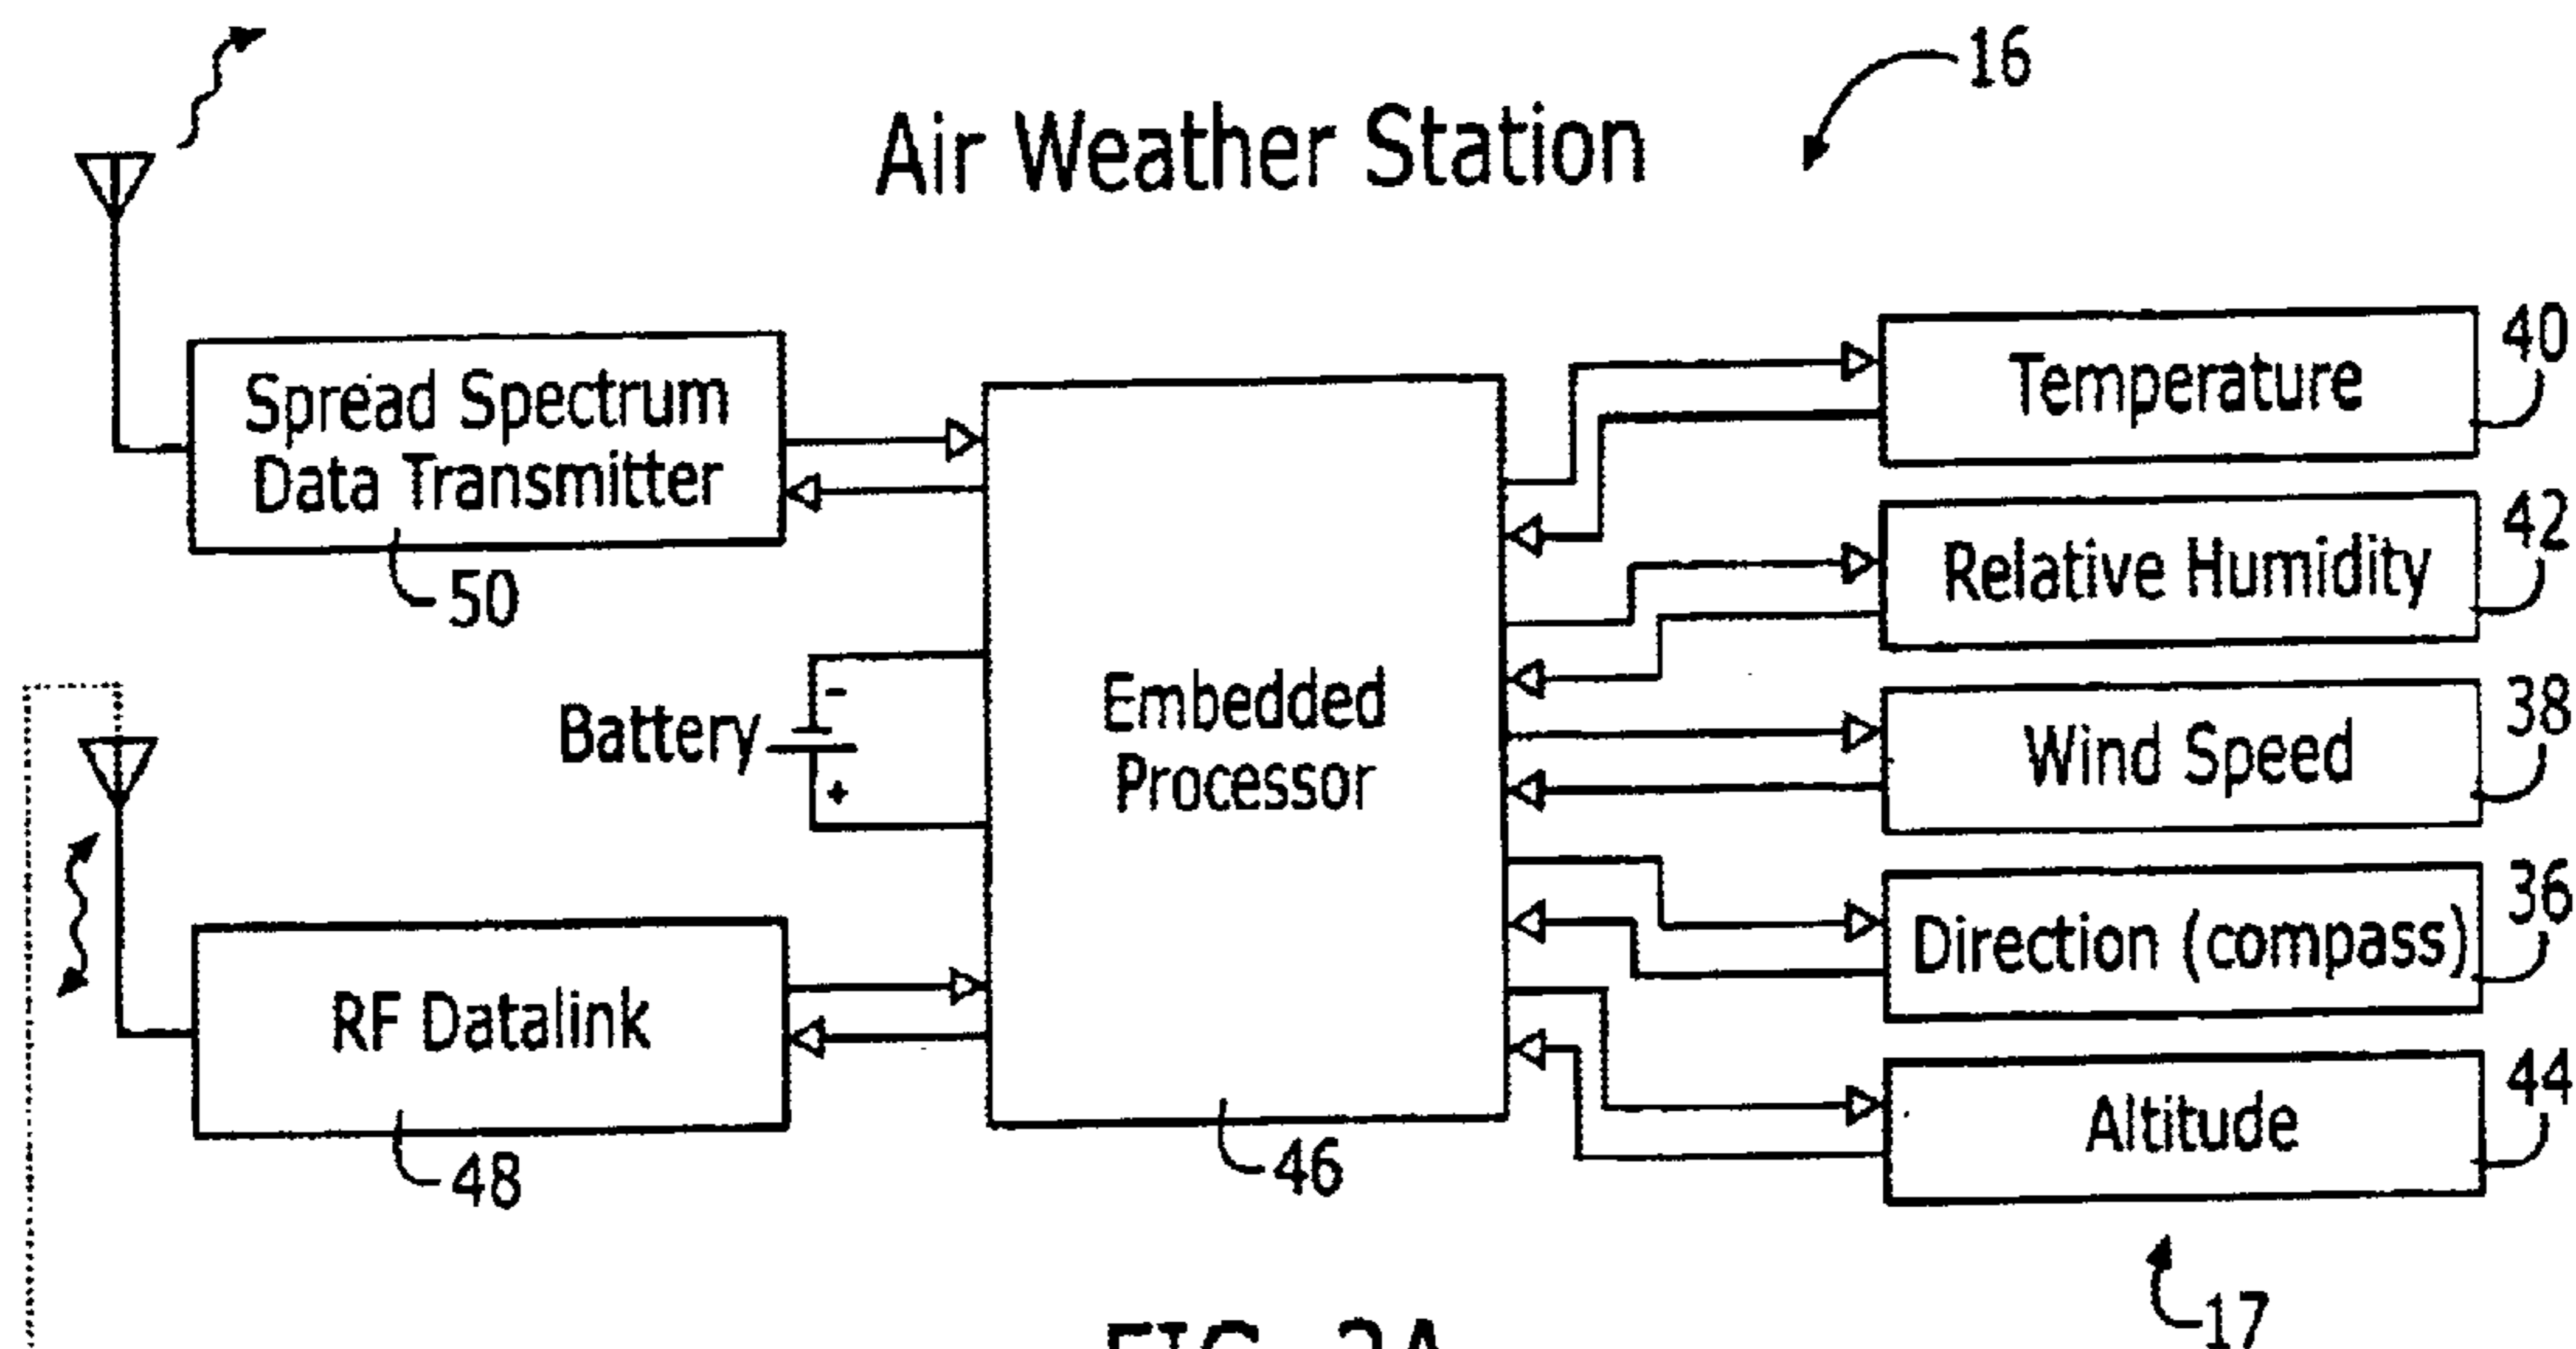 16
Air Weather Station
Spread Spectrum
Data Transmitter
50
Battery
-
+
RF Datalink
48
Embedded
Processor
46
Temperature
40
Relative Humidity
42
Wind Speed
38
Direction (compass)
36
Altitude
44
17